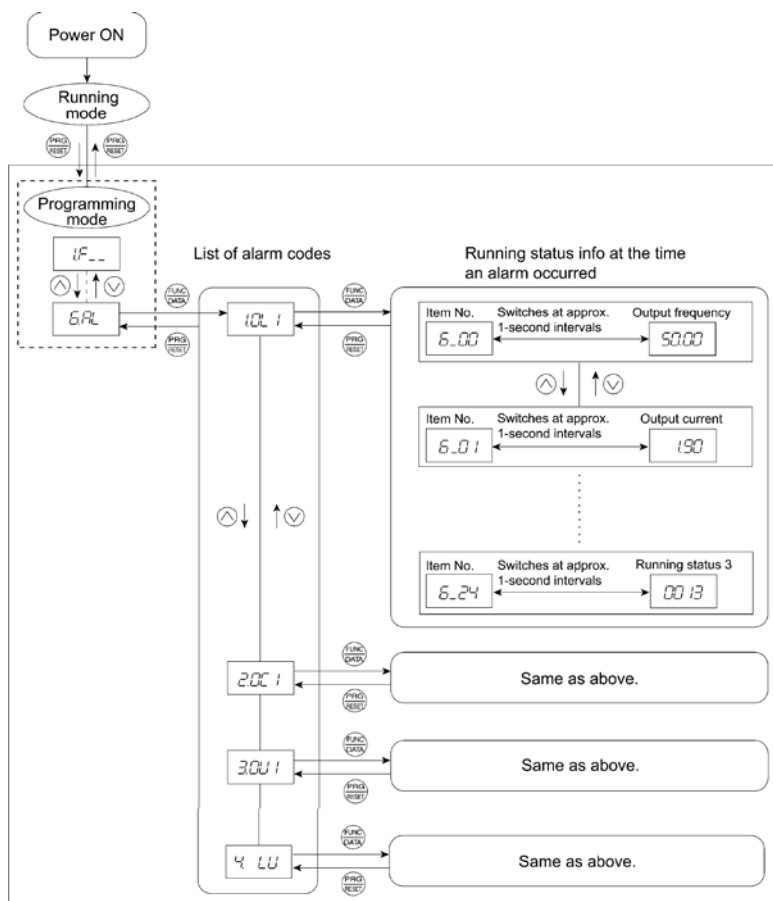 Power ON
Running
mode
PRG
RESET
PRG
RESET
Programming
mode
1.F__
6.AL
List of alarm codes
Running status info at the time
an alarm occurred
FUNC
DATA
PRG
RESET
1.OL1
FUNC
DATA
PRG
RESET
Item No.
Switches at approx.
1-second intervals
Output frequency
6_00
50.00
Item No.
Switches at approx.
1-second intervals
Output current
6_01
1.90
Item No.
Switches at approx.
1-second intervals
Running status 3
6_24
0013
2.OC1
FUNC
DATA
PRG
RESET
Same as above.
3.OU1
FUNC
DATA
PRG
RESET
Same as above.
4. LU
FUNC
DATA
PRG
RESET
Same as above.